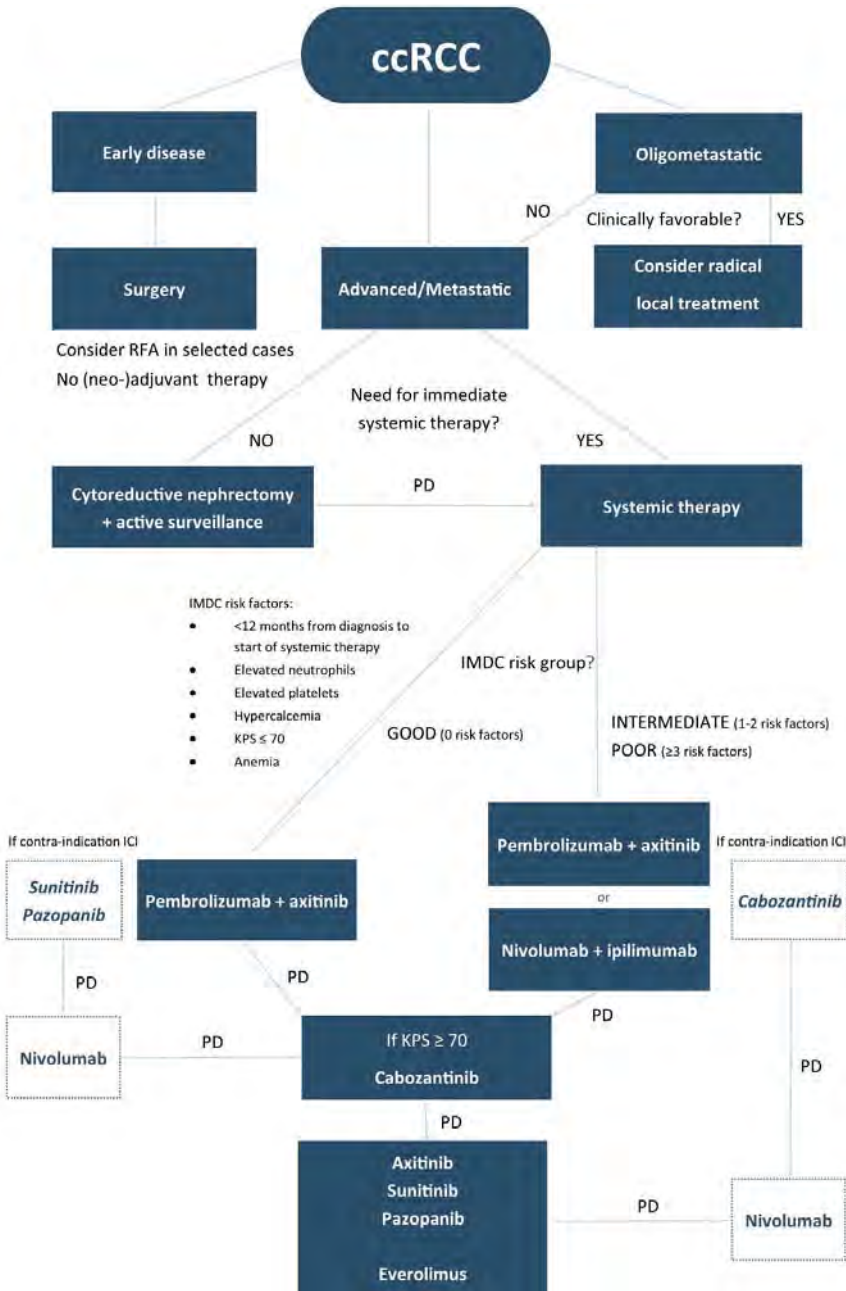 ccRCC
Early disease
Oligometastatic
NO
Clinically favorable?
YES
Surgery
Advanced/Metastatic
Consider radical
local treatment
Consider RFA in selected cases
No (neo-)adjuvant therapy
Need for immediate
systemic therapy?
NO
YES
Cytoreductive nephrectomy
+ active surveillance
PD
Systemic therapy
IMDC risk factors:
● <12 months from diagnosis to
start of systemic therapy
● Elevated neutrophils
● Elevated platelets
● Hypercalcemia
● KPS ≤ 70
● Anemia
IMDC risk group?
GOOD (0 risk factors)
INTERMEDIATE (1-2 risk factors)
POOR (≥3 risk factors)
If contra-indication ICI
Sunitinib
Pazopanib
Pembrolizumab + axitinib
Pembrolizumab + axitinib
or
Nivolumab + ipilimumab
If contra-indication ICI
Cabozantinib
PD
PD
PD
PD
Nivolumab
PD
If KPS ≥ 70
Cabozantinib
PD
Axitinib
Sunitinib
Pazopanib
Everolimus
PD
Nivolumab